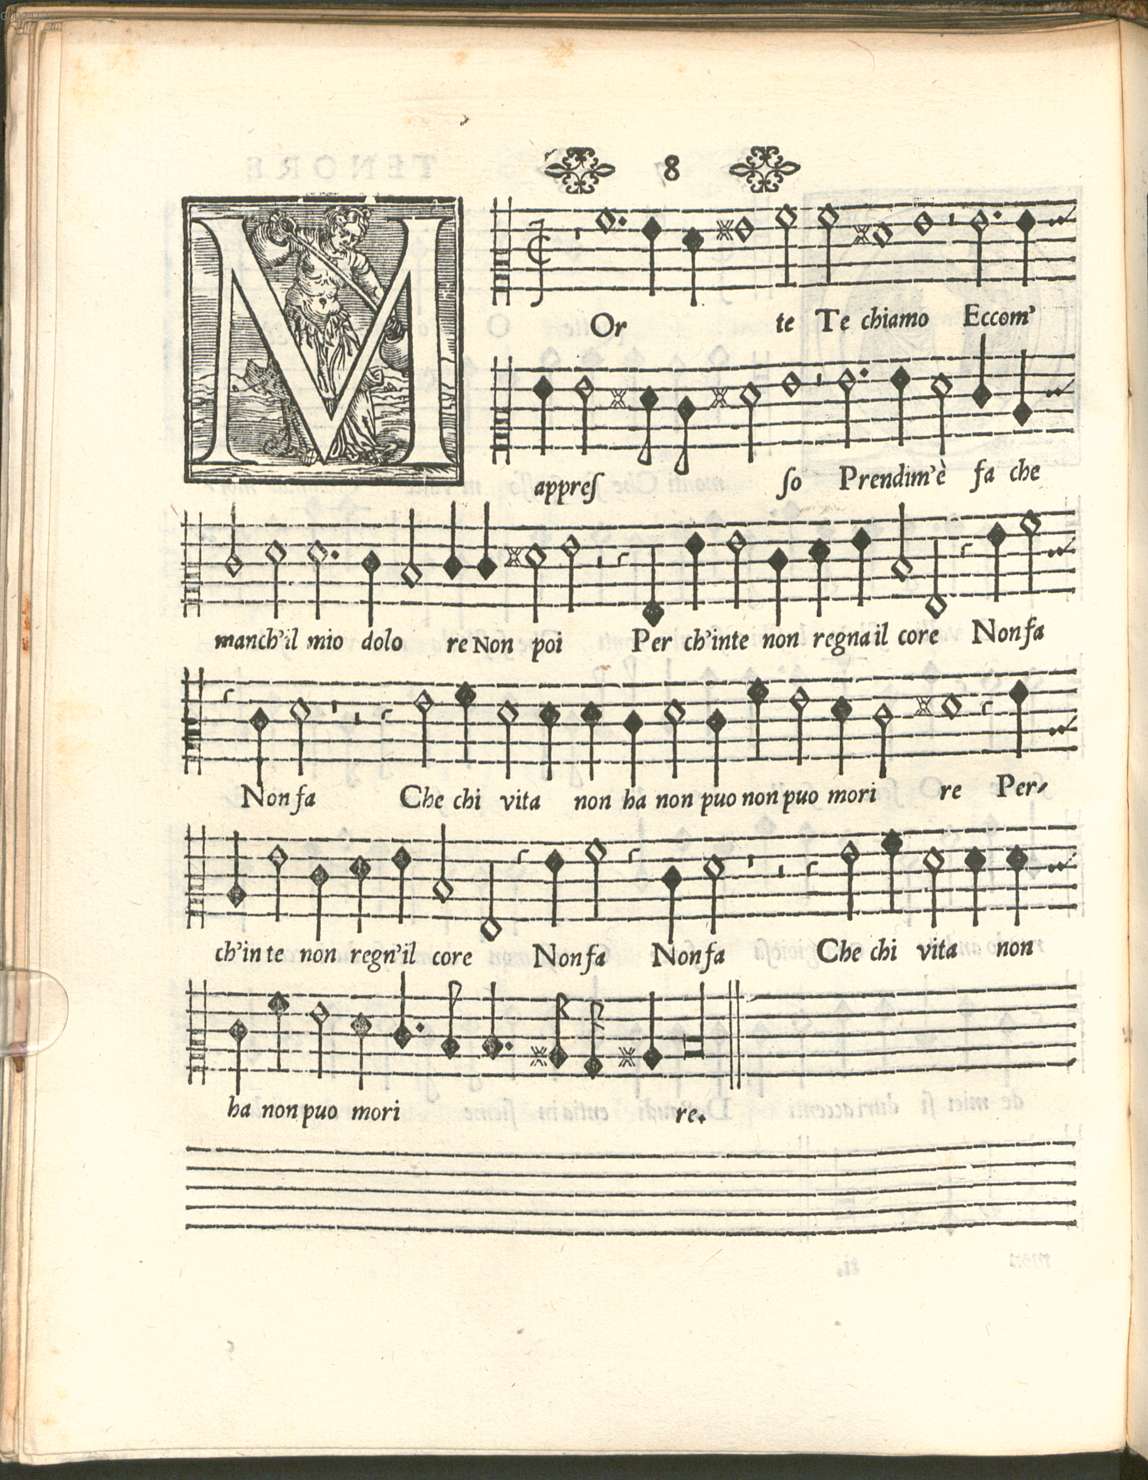 8
M
Or te Te chiamo Eccom'
appreſ ſo Prendim'è fa che
manch'il mio dolo re Non poi Per ch'inte non regna il core Non fa
Non fa Che chi vita non ha non puo non puo mori re Per-
ch'in te non regn'il core Non fa Non fa Che chi vita non
ha non puo mori re.